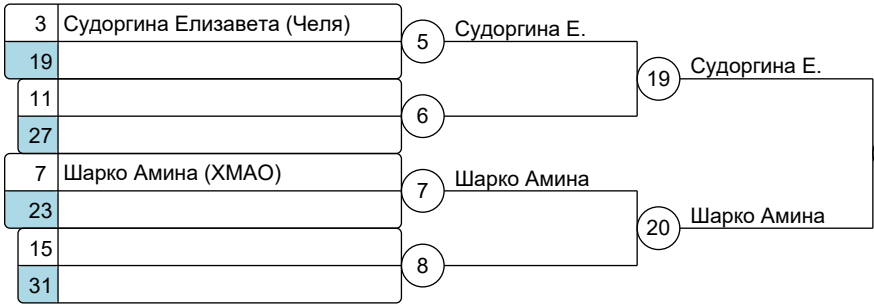 3 Судоргина Елизавета (Челя)
19
5 Судоргина Е.
11
27
6
19 Судоргина Е.
7 Шарко Амина (ХМАО)
23
7 Шарко Амина
15
31
8
20 Шарко Амина